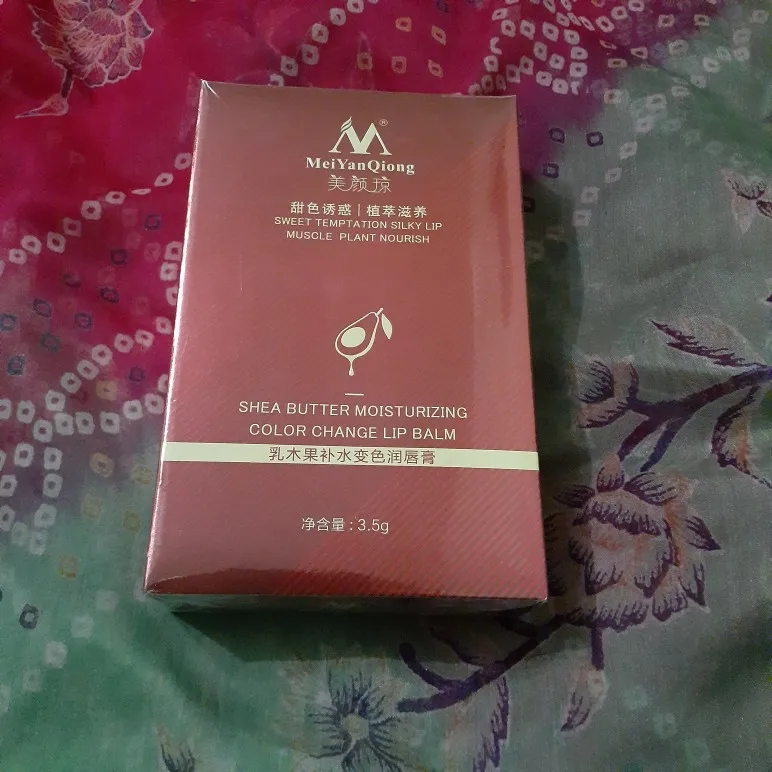 ®
MeiYanQiong
美颜琼
甜色诱惑 | 植萃滋养
SWEET TEMPTATION SILKY LIP
MUSCLE PLANT NOURISH
SHEA BUTTER MOISTURIZING
COLOR CHANGE LIP BALM
乳木果补水变色润唇膏
净含量 : 3.5g